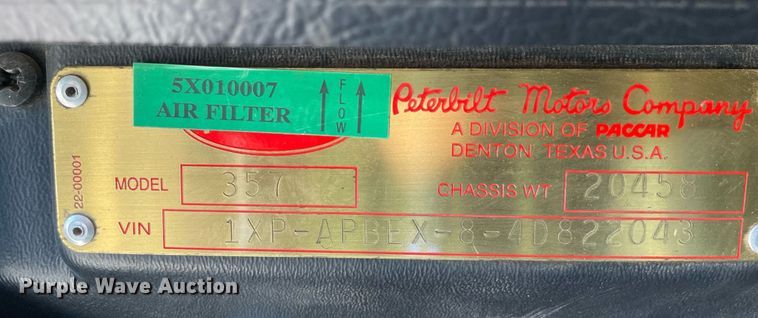 5X010007
AIR FILTER
FLOW
Peterbilt Motors Company
A DIVISION OF PACCAR
DENTON, TEXAS U.S.A.
MODEL 357
CHASSIS WT 20458
VIN 1XP-APBEX-8-4D822043
22-00001
Purple Wave Auction